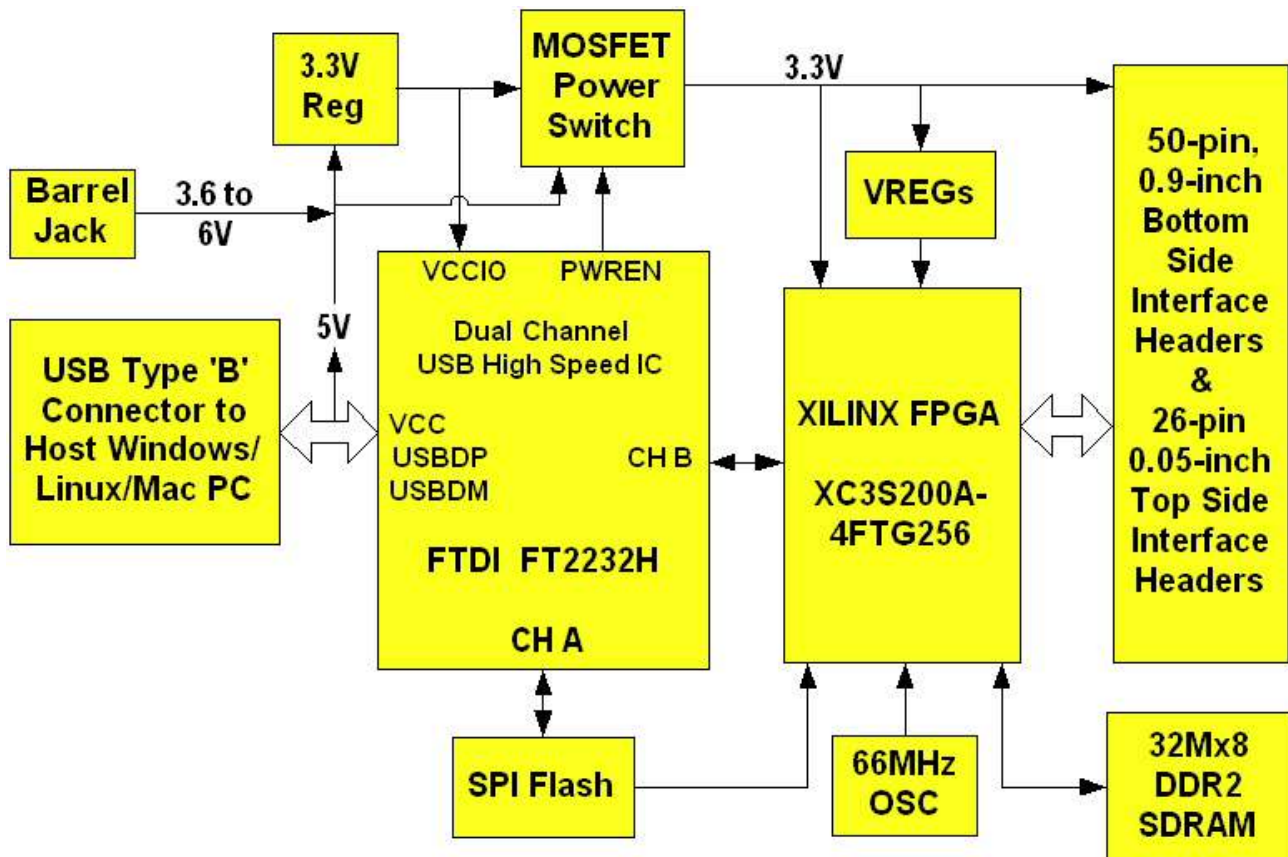 3.3V
Reg
MOSFET
Power
Switch
3.3V
Barrel
Jack
3.6 to
6V
VREGs
50-pin,
0.9-inch
Bottom
Side
Interface
Headers
&
26-pin
0.05-inch
Top Side
Interface
Headers
5V
USB Type 'B'
Connector to
Host Windows/
Linux/Mac PC
VCCIO
PWREN
Dual Channel
USB High Speed IC
VCC
USBDP
USBDM
CH B
FTDI FT2232H
CH A
XILINX FPGA
XC3S200A-
4FTG256
SPI Flash
66MHz
OSC
32Mx8
DDR2
SDRAM